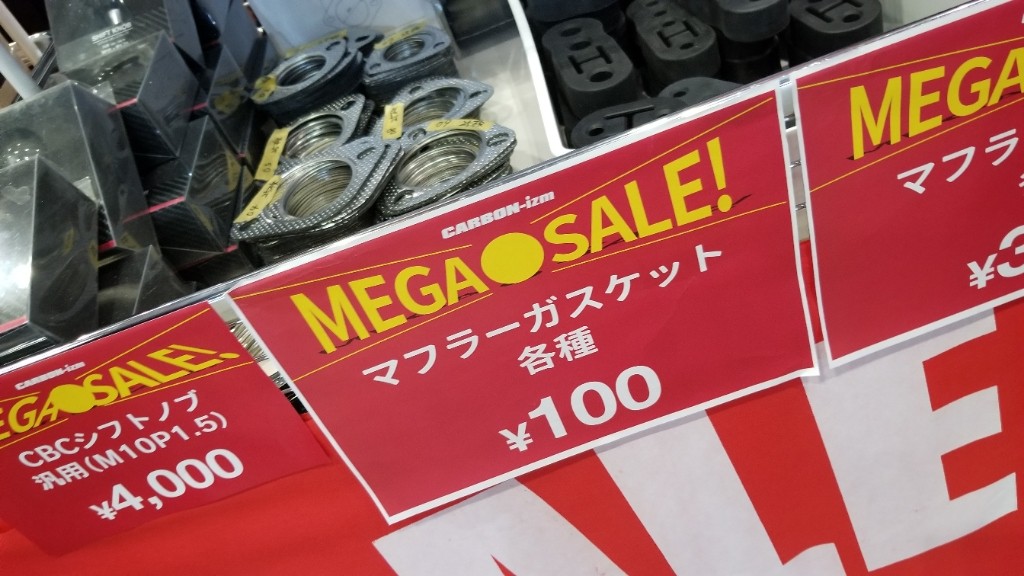 CARBON-izm
MEGA●SALE!
CBCシフトノブ
汎用(M10P1.5)
¥4,000
CARBON-izm
MEGA●SALE!
マフラーガスケット
各種
¥100
MEGA
マフラ
¥3
ALE